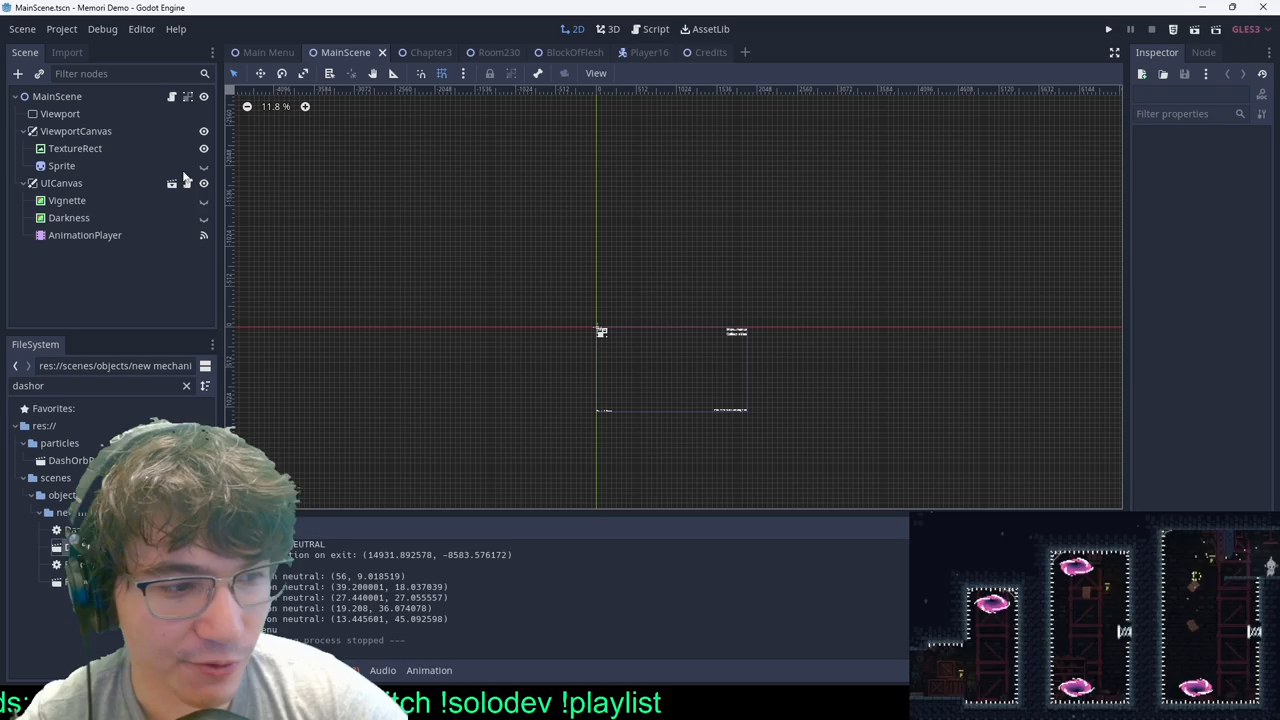 MainScene.tscn - Memori Demo - Godot Engine
Scene Project Debug Editor Help
2D 3D Script AssetLib
GLES3
Scene Import
Main Menu MainScene Chapter3 Room230 BlockOfFlesh Player16 Credits
Inspector Node
Filter nodes
View
MainScene
11.8 %
Viewport
Filter properties
ViewportCanvas
TextureRect
Sprite
UICanvas
Vignette
Darkness
AnimationPlayer
FileSystem
res://scenes/objects/new mechani
dashor
Favorites:
res://
particles
scenes
NEUTRAL
on exit: (14931.892578, -8583.576172)
neutral: (56, 9.018519)
neutral: (39.200001, 18.037039)
neutral: (27.440001, 27.055557)
neutral: (19.208, 36.074078)
neutral: (13.445601, 45.092598)
process stopped ---
Audio Animation
!solodev !playlist